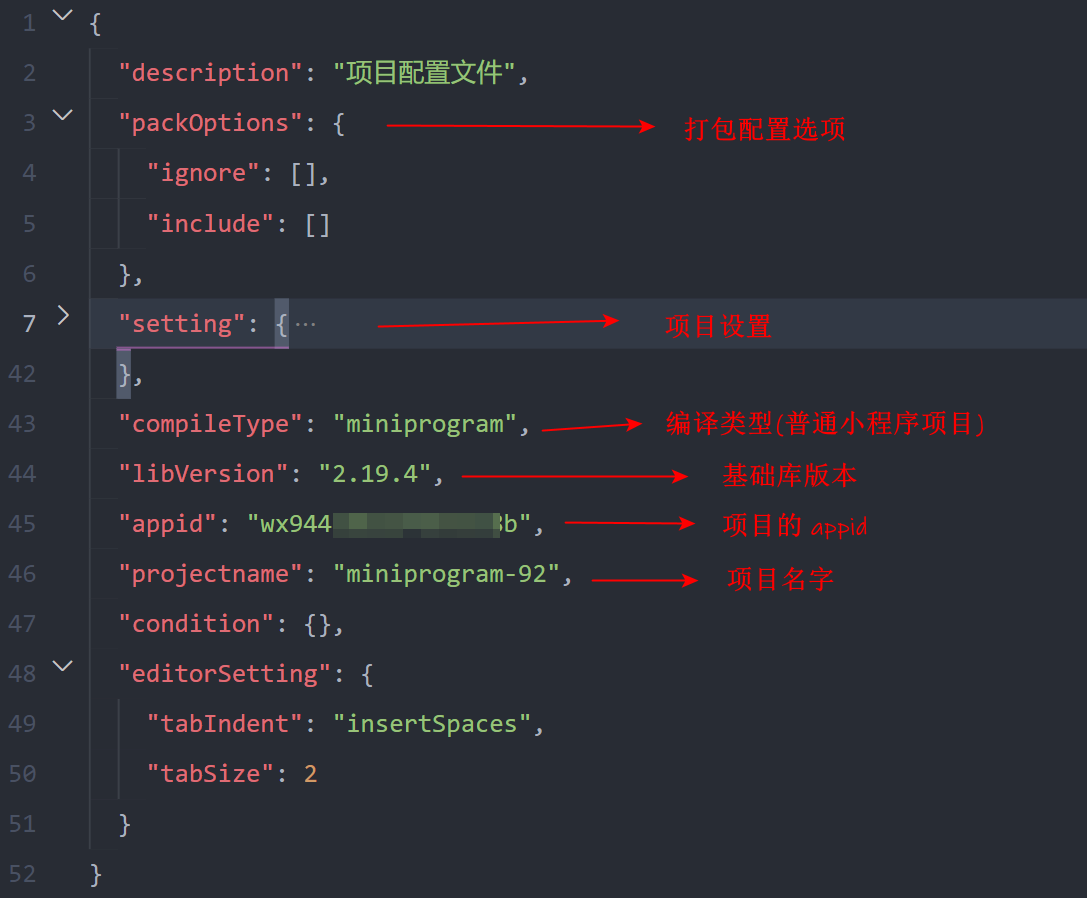 1 {
2 "description": "项目配置文件",
3 "packOptions": { 打包配置选项
4 "ignore": [],
5 "include": []
6 },
7 "setting": {··· 项目设置
42 },
43 "compileType": "miniprogram", 编译类型(普通小程序项目)
44 "libVersion": "2.19.4", 基础库版本
45 "appid": "wx944 b", 项目的 appid
46 "projectname": "miniprogram-92", 项目名字
47 "condition": {},
48 "editorSetting": {
49 "tabIndent": "insertSpaces",
50 "tabSize": 2
51 }
52 }